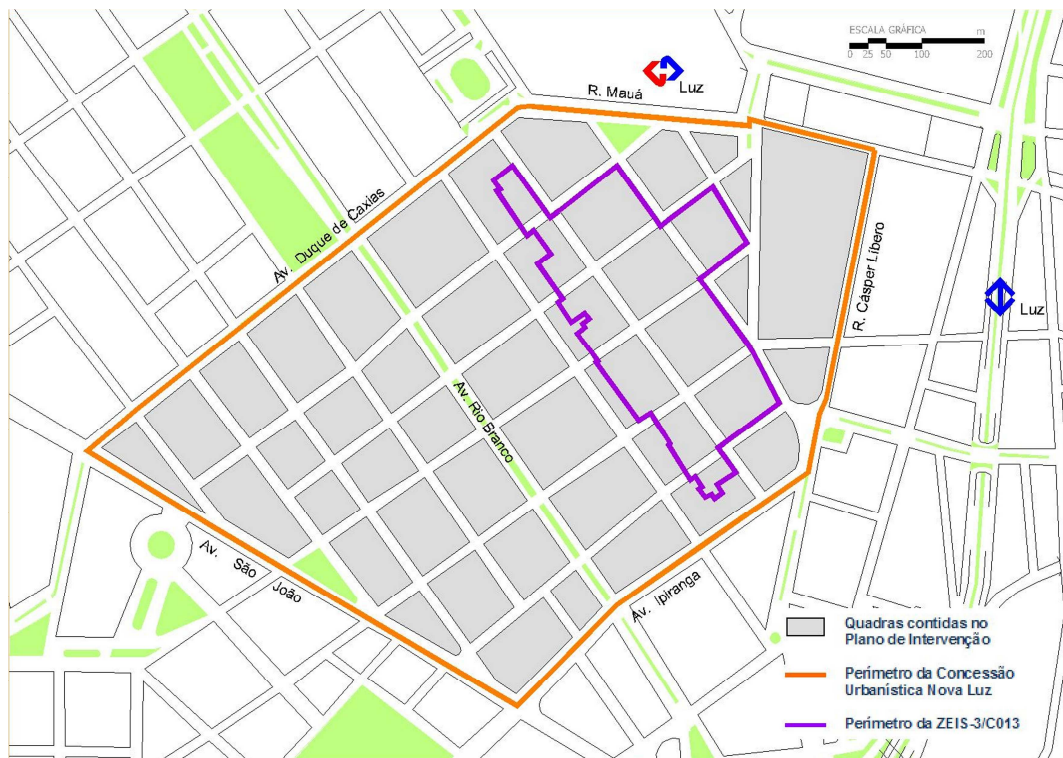 ESCALA GRÁFICA
m
0 25 50 100 200
R. Mauá
Luz
Av. Duque de Caxias
R. Cásper Líbero
Luz
Av. Rio Branco
Av. São João
Av. Ipiranga
Quadras contidas no
Plano de Intervenção
Perímetro da Concessão
Urbanística Nova Luz
Perímetro da ZEIS-3/C013